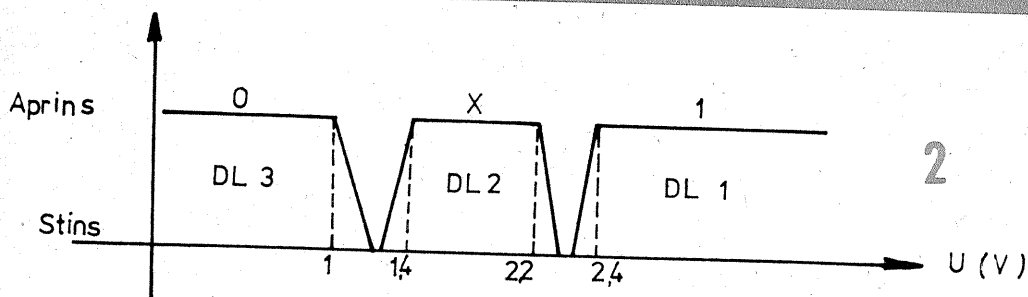 Aprins
0
X
1
DL 3
DL 2
DL 1
2
Stins
1
1,4
2,2
2,4
U (V)